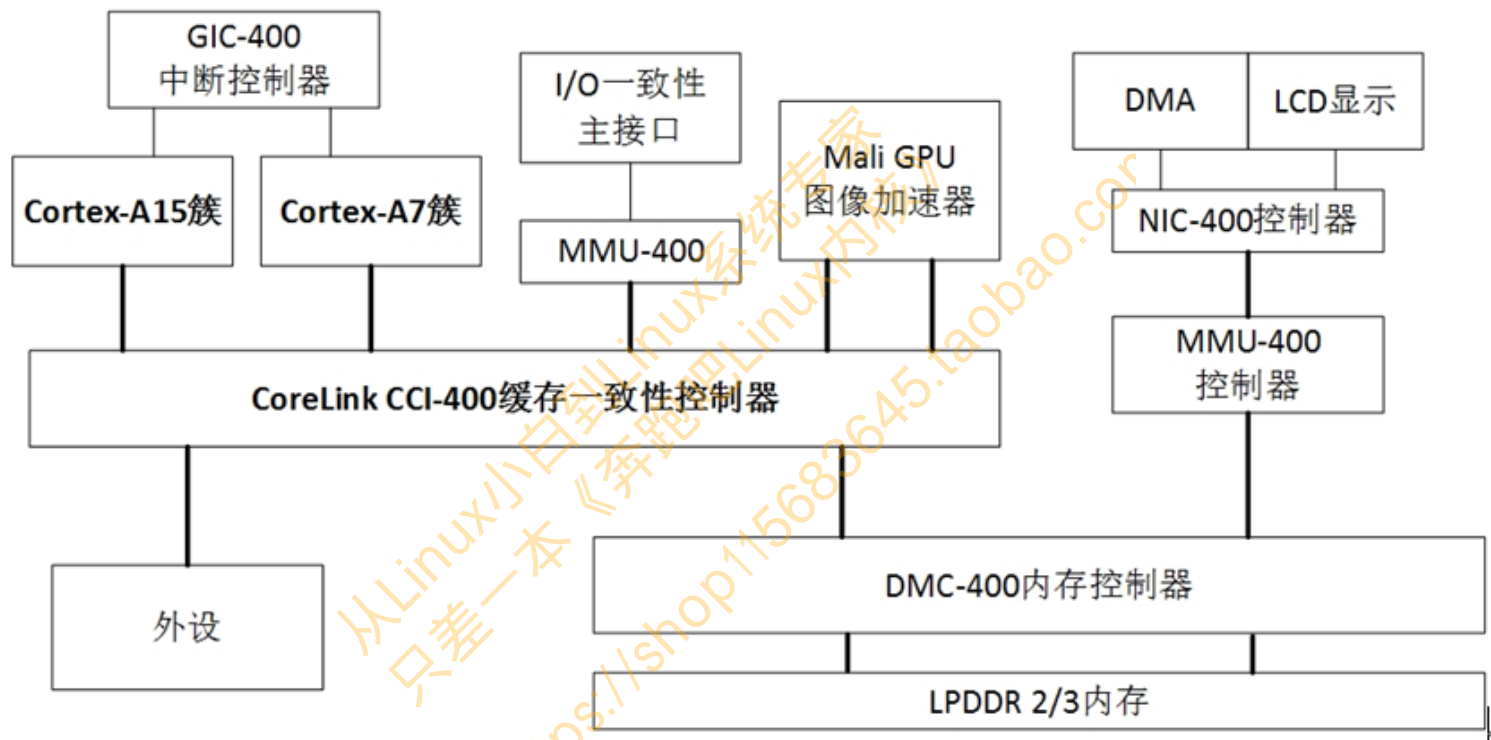 GIC-400
中断控制器
I/O一致性
主接口
DMA
LCD显示
Mali GPU
图像加速器
Cortex-A15簇
Cortex-A7簇
MMU-400
NIC-400控制器
MMU-400
控制器
CoreLink CCI-400缓存一致性控制器
外设
DMC-400内存控制器
LPDDR 2/3内存
从Linux小白到Linux系统专家
只差一本《奔跑吧Linux内核》
ps://shop115683645.taobao.cor